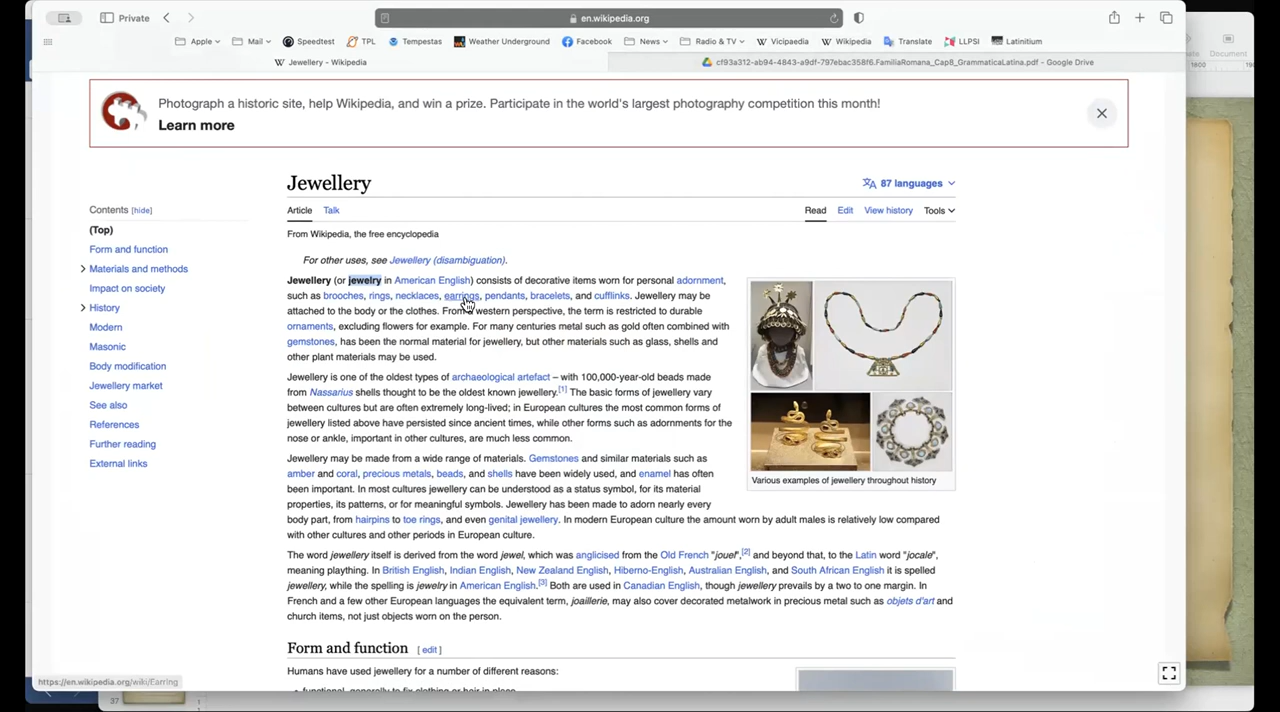 Private
en.wikipedia.org
Apple
Mail
Speedtest
TPL
Tempestas
Weather Underground
Facebook
News
Radio & TV
Vicipaedia
Wikipedia
Translate
LLPSI
Latinitium
Jewellery - Wikipedia
cf93a312-ab94-4843-a9df-797ebac358f6.FamiliaRomana_Cap8_GrammaticaLatina.pdf - Google Drive
Document
Photograph a historic site, help Wikipedia, and win a prize. Participate in the world's largest photography competition this month!
Learn more
Jewellery
87 languages
Contents [hide]
(Top)
Form and function
Materials and methods
Impact on society
History
Modern
Masonic
Body modification
Jewellery market
See also
References
Further reading
External links
Article Talk
Read Edit View history Tools
From Wikipedia, the free encyclopedia
For other uses, see Jewellery (disambiguation).
Jewellery (or jewelry in American English) consists of decorative items worn for personal adornment,
such as brooches, rings, necklaces, earrings, pendants, bracelets, and cufflinks. Jewellery may be
attached to the body or the clothes. From western perspective, the term is restricted to durable
ornaments, excluding flowers for example. For many centuries metal such as gold often combined with
gemstones, has been the normal material for jewellery, but other materials such as glass, shells and
other plant materials may be used.
Jewellery is one of the oldest types of archaeological artefact – with 100,000-year-old beads made
from Nassarius shells thought to be the oldest known jewellery.[1] The basic forms of jewellery vary
between cultures but are often extremely long-lived; in European cultures the most common forms of
jewellery listed above have persisted since ancient times, while other forms such as adornments for the
nose or ankle, important in other cultures, are much less common.
Jewellery may be made from a wide range of materials. Gemstones and similar materials such as
amber and coral, precious metals, beads, and shells have been widely used, and enamel has often
been important. In most cultures jewellery can be understood as a status symbol, for its material
properties, its patterns, or for meaningful symbols. Jewellery has been made to adorn nearly every
body part, from hairpins to toe rings, and even genital jewellery. In modern European culture the amount worn by adult males is relatively low compared
with other cultures and other periods in European culture.
Various examples of jewellery throughout history
The word jewellery itself is derived from the word jewel, which was anglicised from the Old French "jouel",[2] and beyond that, to the Latin word "jocale",
meaning plaything. In British English, Indian English, New Zealand English, Hiberno-English, Australian English, and South African English it is spelled
jewellery, while the spelling is jewelry in American English.[3] Both are used in Canadian English, though jewellery prevails by a two to one margin. In
French and a few other European languages the equivalent term, joaillerie, may also cover decorated metalwork in precious metal such as objets d'art and
church items, not just objects worn on the person.
Form and function [ edit ]
Humans have used jewellery for a number of different reasons:
functional, generally to fix clothing or hair in place
https://en.wikipedia.org/wiki/Earring
37